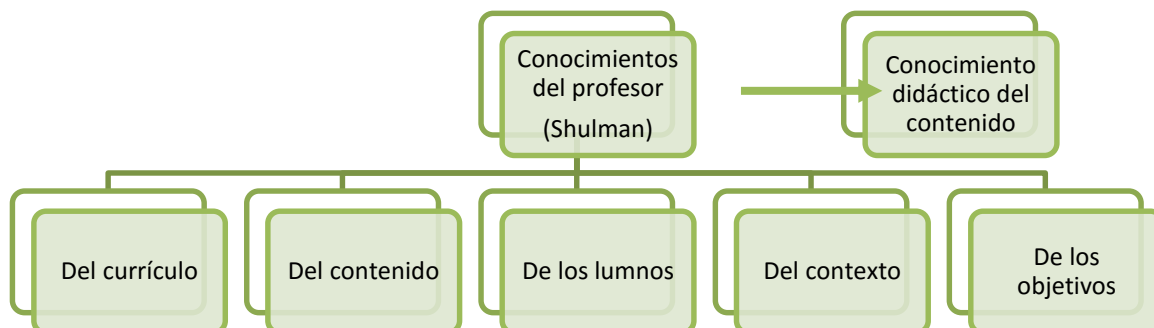 Conocimientos
del profesor
(Shulman)
Conocimiento
didáctico del
contenido
Del currículo
Del contenido
De los lumnos
Del contexto
De los
objetivos